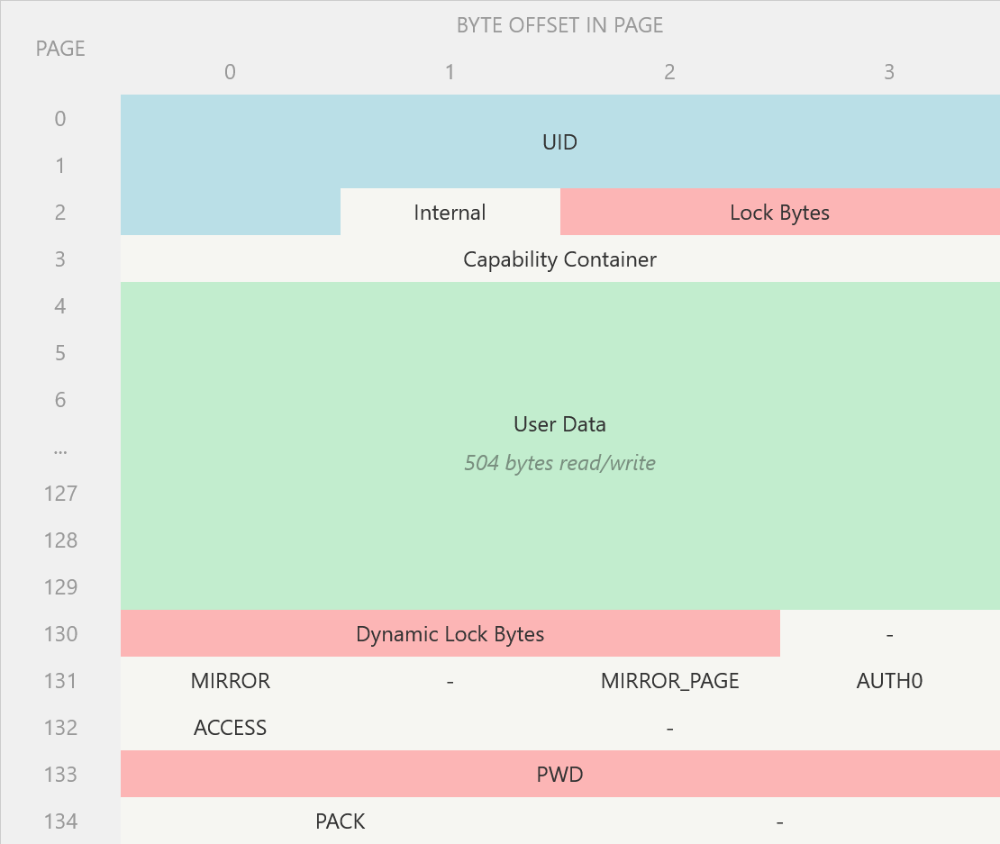 BYTE OFFSET IN PAGE
PAGE
0 1 2 3
0
UID
1
2 Internal Lock Bytes
3 Capability Container
4
5
6
User Data
...
504 bytes read/write
127
128
129
130 Dynamic Lock Bytes -
131 MIRROR - MIRROR_PAGE AUTH0
132 ACCESS -
133 PWD
134 PACK -